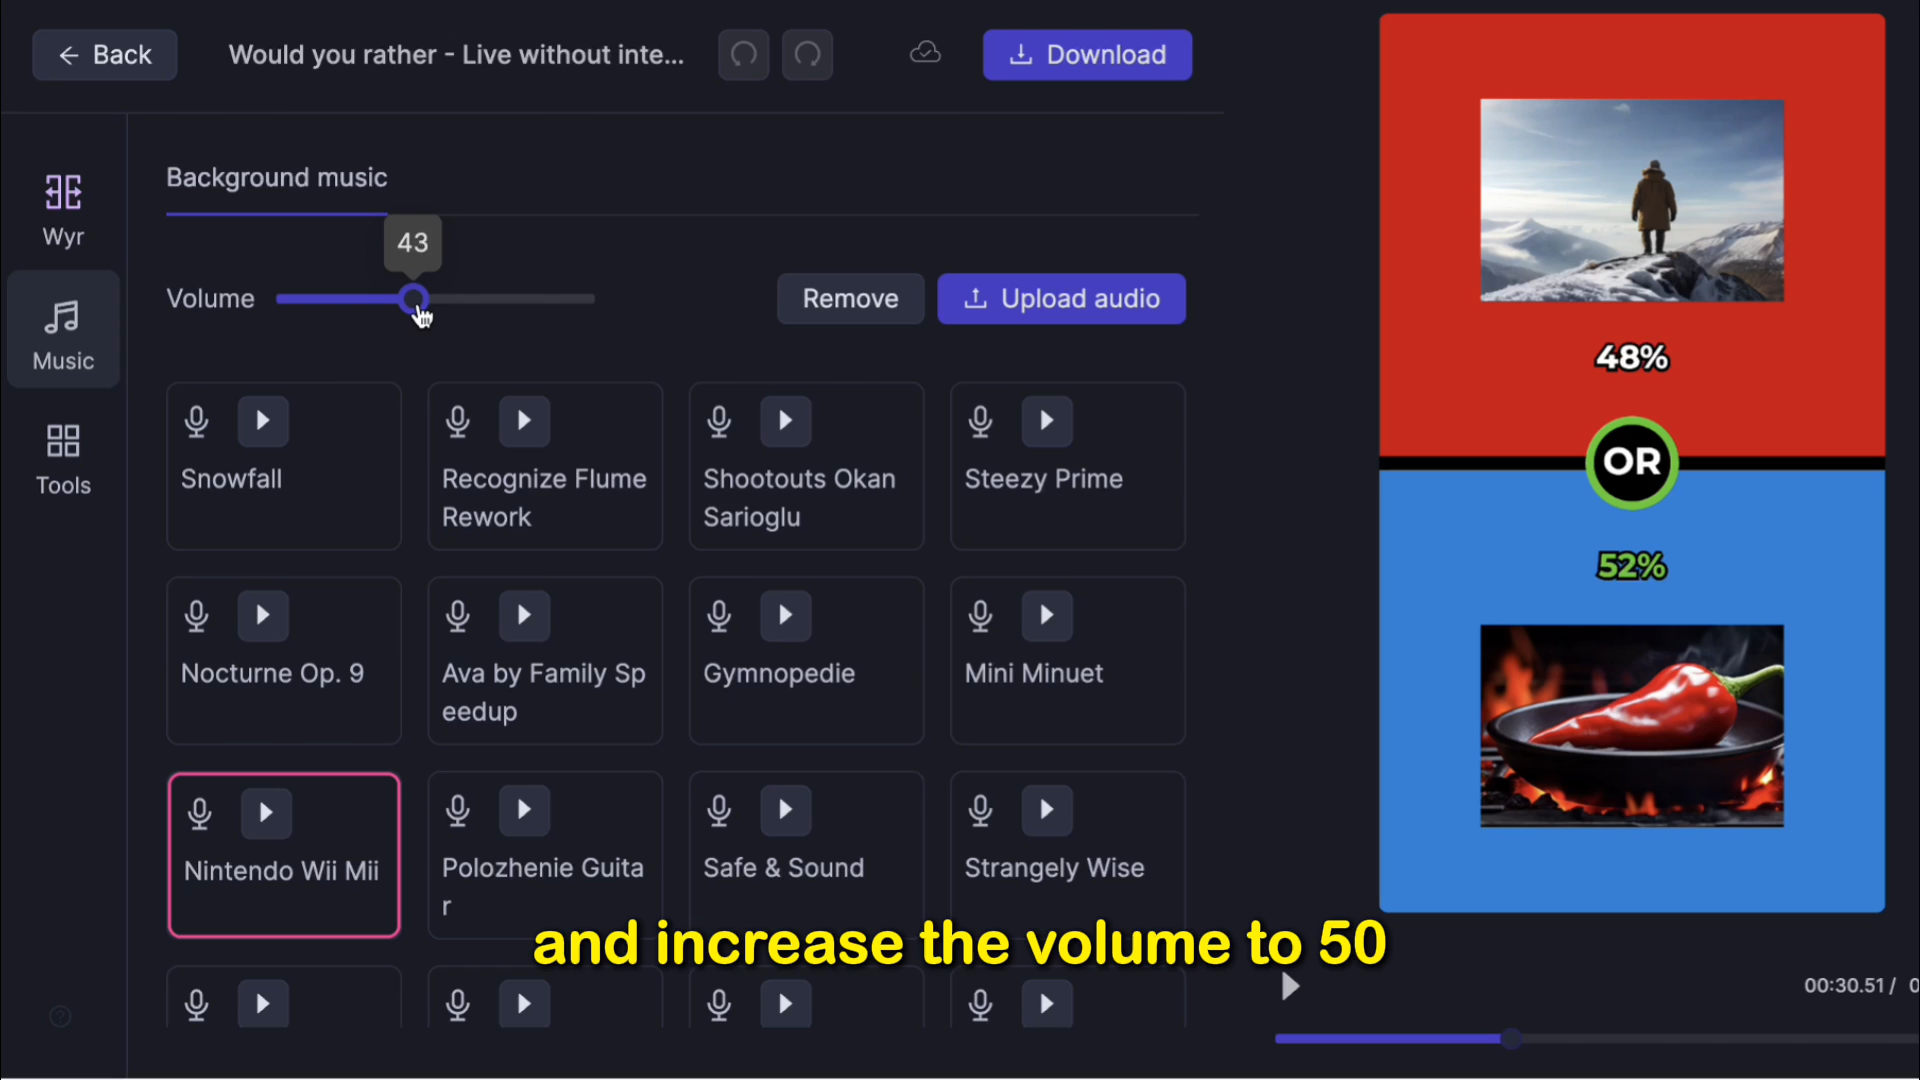 Back
Would you rather - Live without inte...
Download
Wyr
Music
Tools
Background music
43
Volume
Remove
Upload audio
Snowfall
Recognize Flume
Rework
Shootouts Okan
Sarioglu
Steezy Prime
Nocturne Op. 9
Ava by Family Sp
eedup
Gymnopedie
Mini Minuet
Nintendo Wii Mii
Polozhenie Guita
r
Safe & Sound
Strangely Wise
48%
OR
52%
and increase the volume to 50
00:30.51 / 0